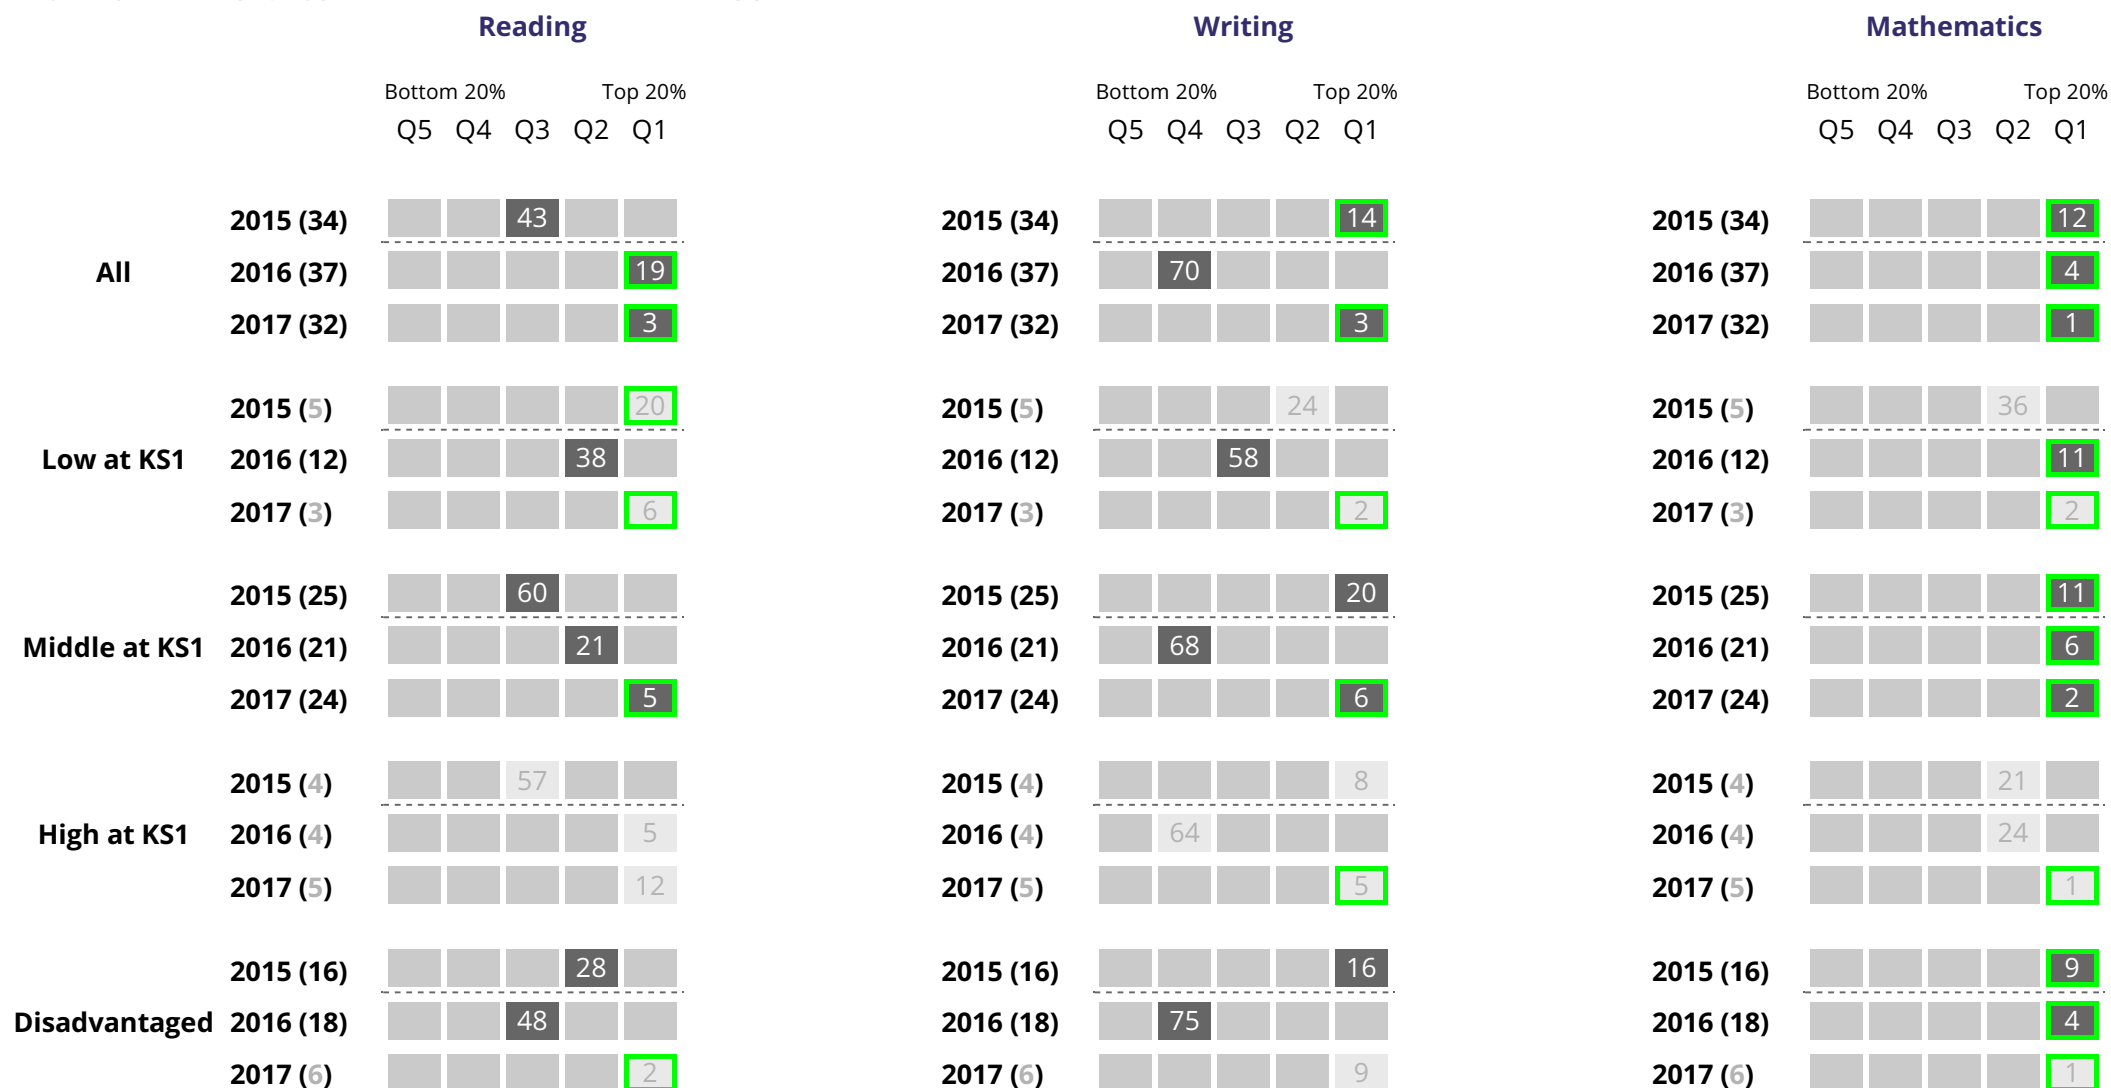 Reading Writing Mathematics
Bottom 20% Top 20% Bottom 20% Top 20% Bottom 20% Top 20%
Q5 Q4 Q3 Q2 Q1 Q5 Q4 Q3 Q2 Q1 Q5 Q4 Q3 Q2 Q1
2015 (34) 43 2015 (34) 14 2015 (34) 12
All 2016 (37) 19 2016 (37) 70 2016 (37) 4
2017 (32) 3 2017 (32) 3 2017 (32) 1
2015 (5) 20 2015 (5) 24 2015 (5) 36
Low at KS1 2016 (12) 38 2016 (12) 58 2016 (12) 11
2017 (3) 6 2017 (3) 2 2017 (3) 2
2015 (25) 60 2015 (25) 20 2015 (25) 11
Middle at KS1 2016 (21) 21 2016 (21) 68 2016 (21) 6
2017 (24) 5 2017 (24) 6 2017 (24) 2
2015 (4) 57 2015 (4) 8 2015 (4) 21
High at KS1 2016 (4) 5 2016 (4) 64 2016 (4) 24
2017 (5) 12 2017 (5) 5 2017 (5) 1
2015 (16) 28 2015 (16) 16 2015 (16) 9
Disadvantaged 2016 (18) 48 2016 (18) 75 2016 (18) 4
2017 (6) 2 2017 (6) 9 2017 (6) 1